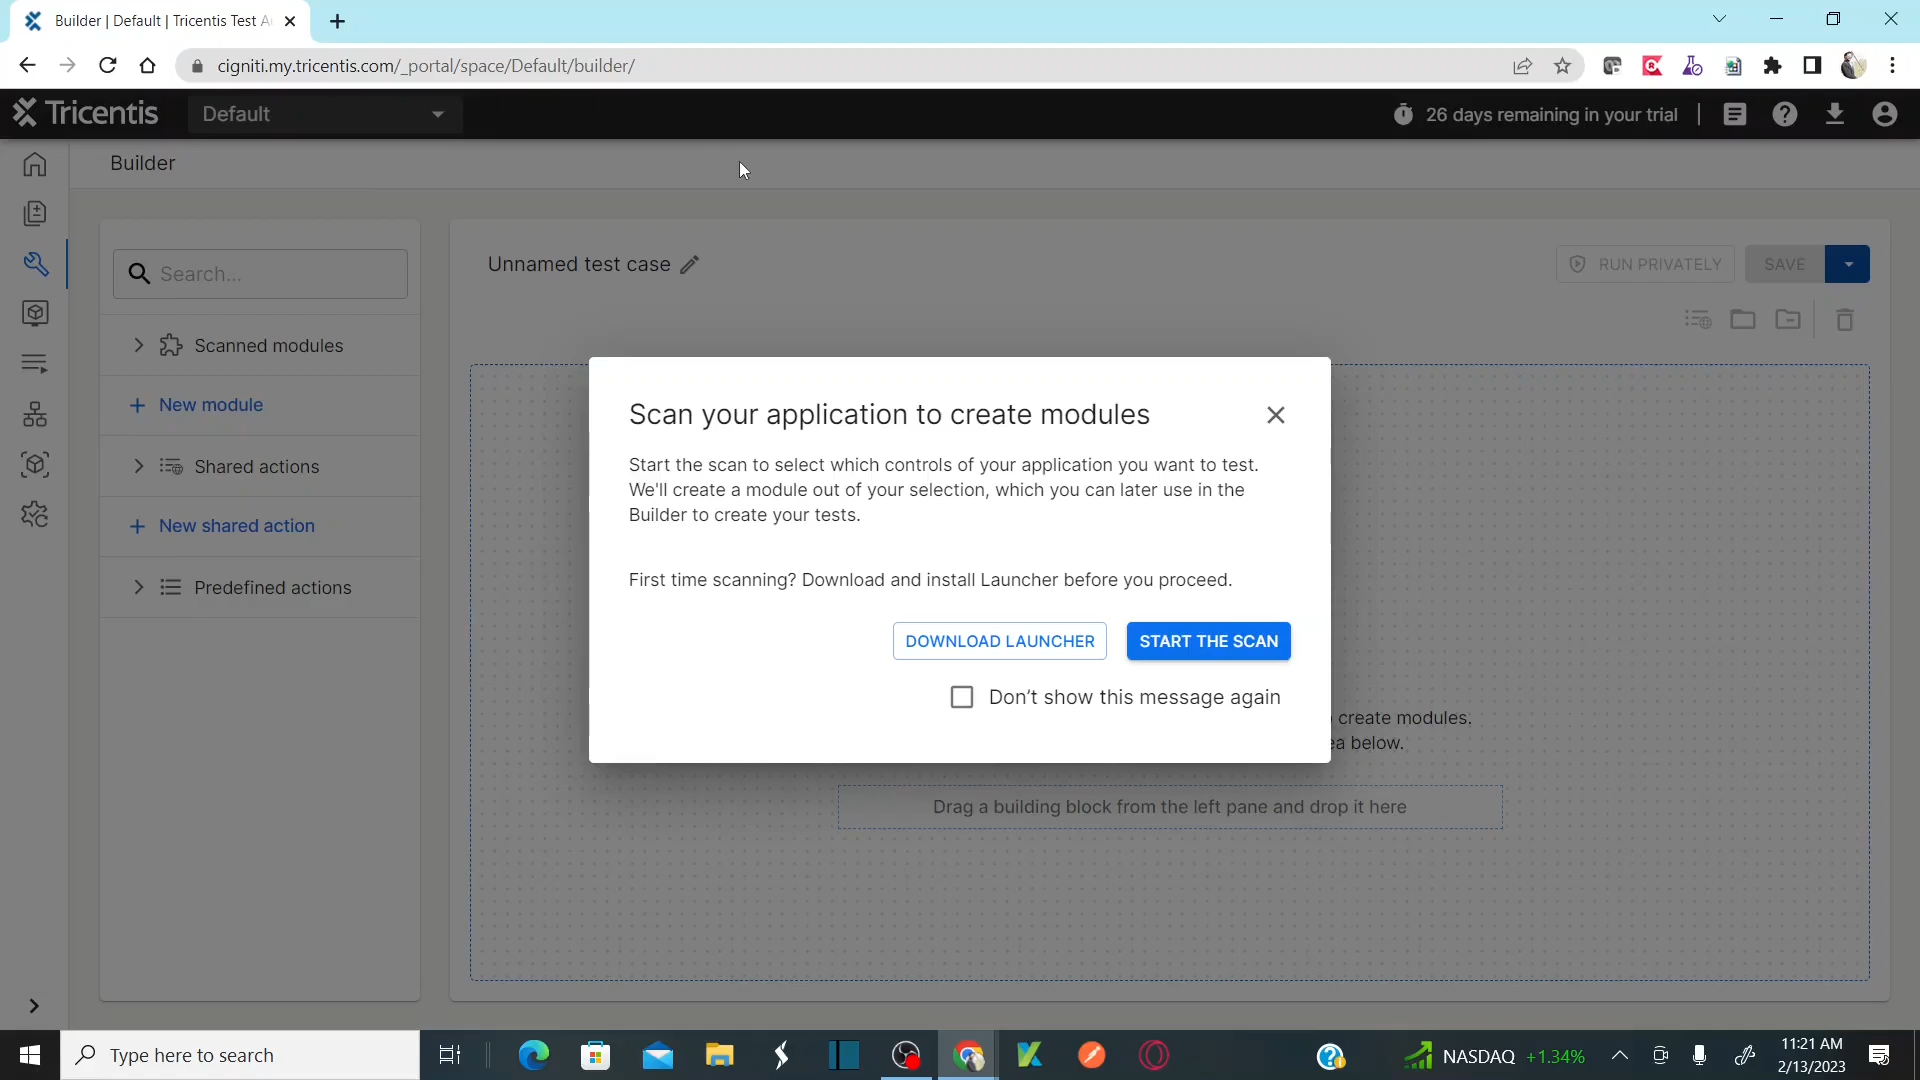 Builder | Default | Tricentis Test A
cigniti.my.tricentis.com/_portal/space/Default/builder/
Tricentis
Default
26 days remaining in your trial
Builder
Search...
Scanned modules
New module
Shared actions
New shared action
Predefined actions
Unnamed test case
RUN PRIVATELY
SAVE
Scan your application to create modules
Start the scan to select which controls of your application you want to test.
We'll create a module out of your selection, which you can later use in the
Builder to create your tests.
First time scanning? Download and install Launcher before you proceed.
DOWNLOAD LAUNCHER
START THE SCAN
Don't show this message again
create modules.
below.
Drag a building block from the left pane and drop it here
Type here to search
NASDAQ +1.34%
11:21 AM
2/13/2023